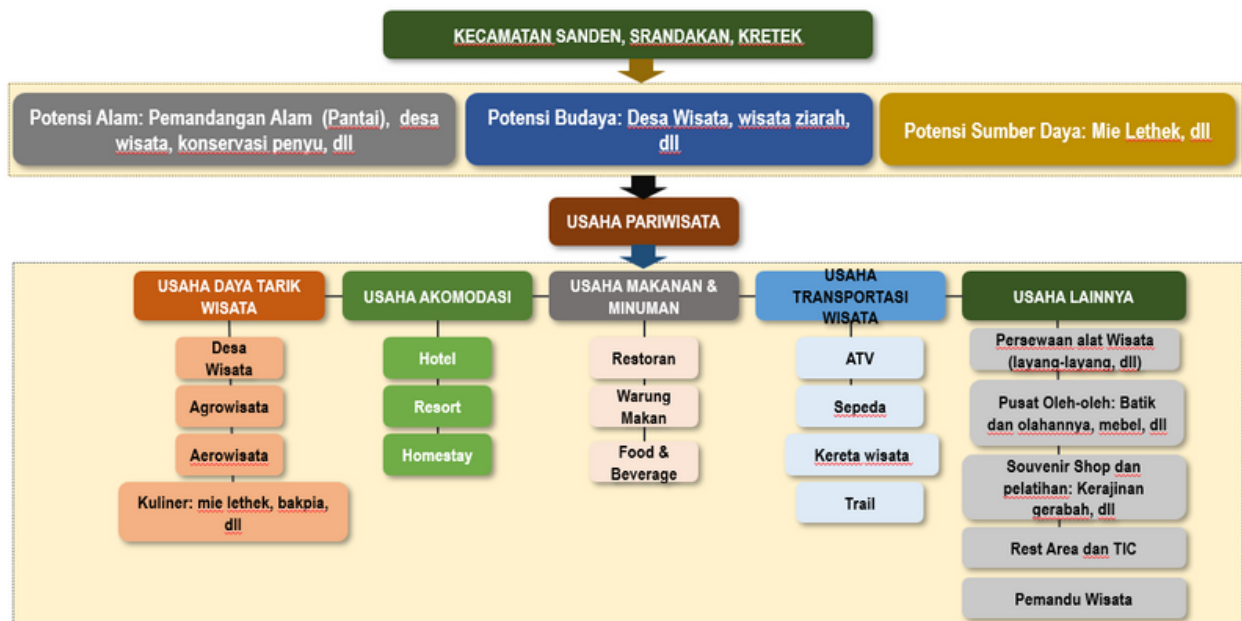 KECAMATAN SANDEN, SRANDAKAN, KRETEK
Potensi Alam: Pemandangan Alam (Pantai), desa
wisata, konservasi penyu, dll
Potensi Budaya: Desa Wisata, wisata ziarah,
dll
Potensi Sumber Daya: Mie Lethek, dll
USAHA PARIWISATA
USAHA DAYA TARIK
WISATA
Desa
Wisata
Agrowisata
Aerowisata
Kuliner: mie lethek, bakpia,
dll
USAHA AKOMODASI
Hotel
Resort
Homestay
USAHA MAKANAN &
MINUMAN
Restoran
Warung
Makan
Food &
Beverage
USAHA
TRANSPORTASI
WISATA
ATV
Sepeda
Kereta wisata
Trail
USAHA LAINNYA
Persewaan alat Wisata
(layang-layang, dll)
Pusat Oleh-oleh: Batik
dan olahannya, mebel, dll
Souvenir Shop dan
pelatihan: Kerajinan
gerabah, dll
Rest Area dan TIC
Pemandu Wisata